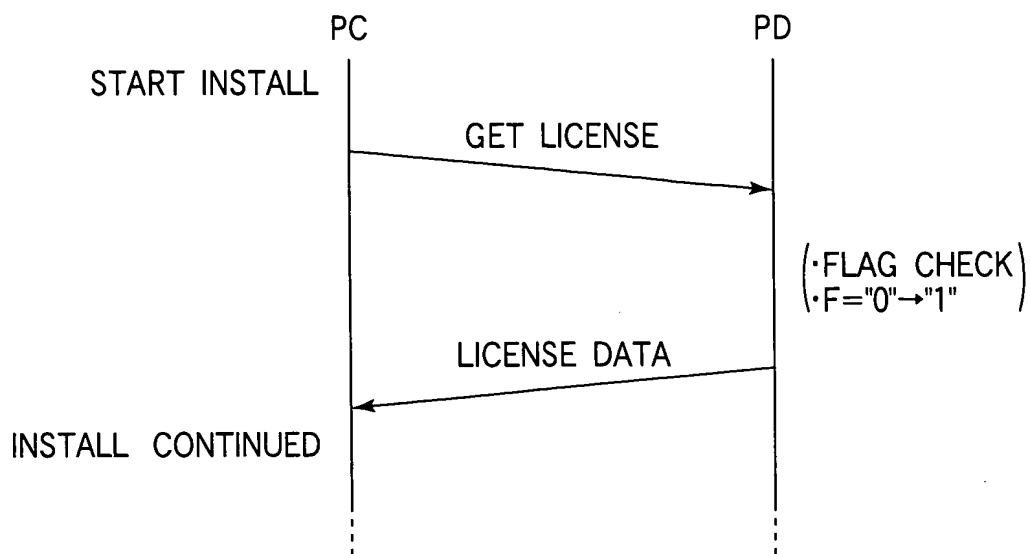 PC
PD
START INSTALL
GET LICENSE
(·FLAG CHECK
·F="0"→"1")
LICENSE DATA
INSTALL CONTINUED